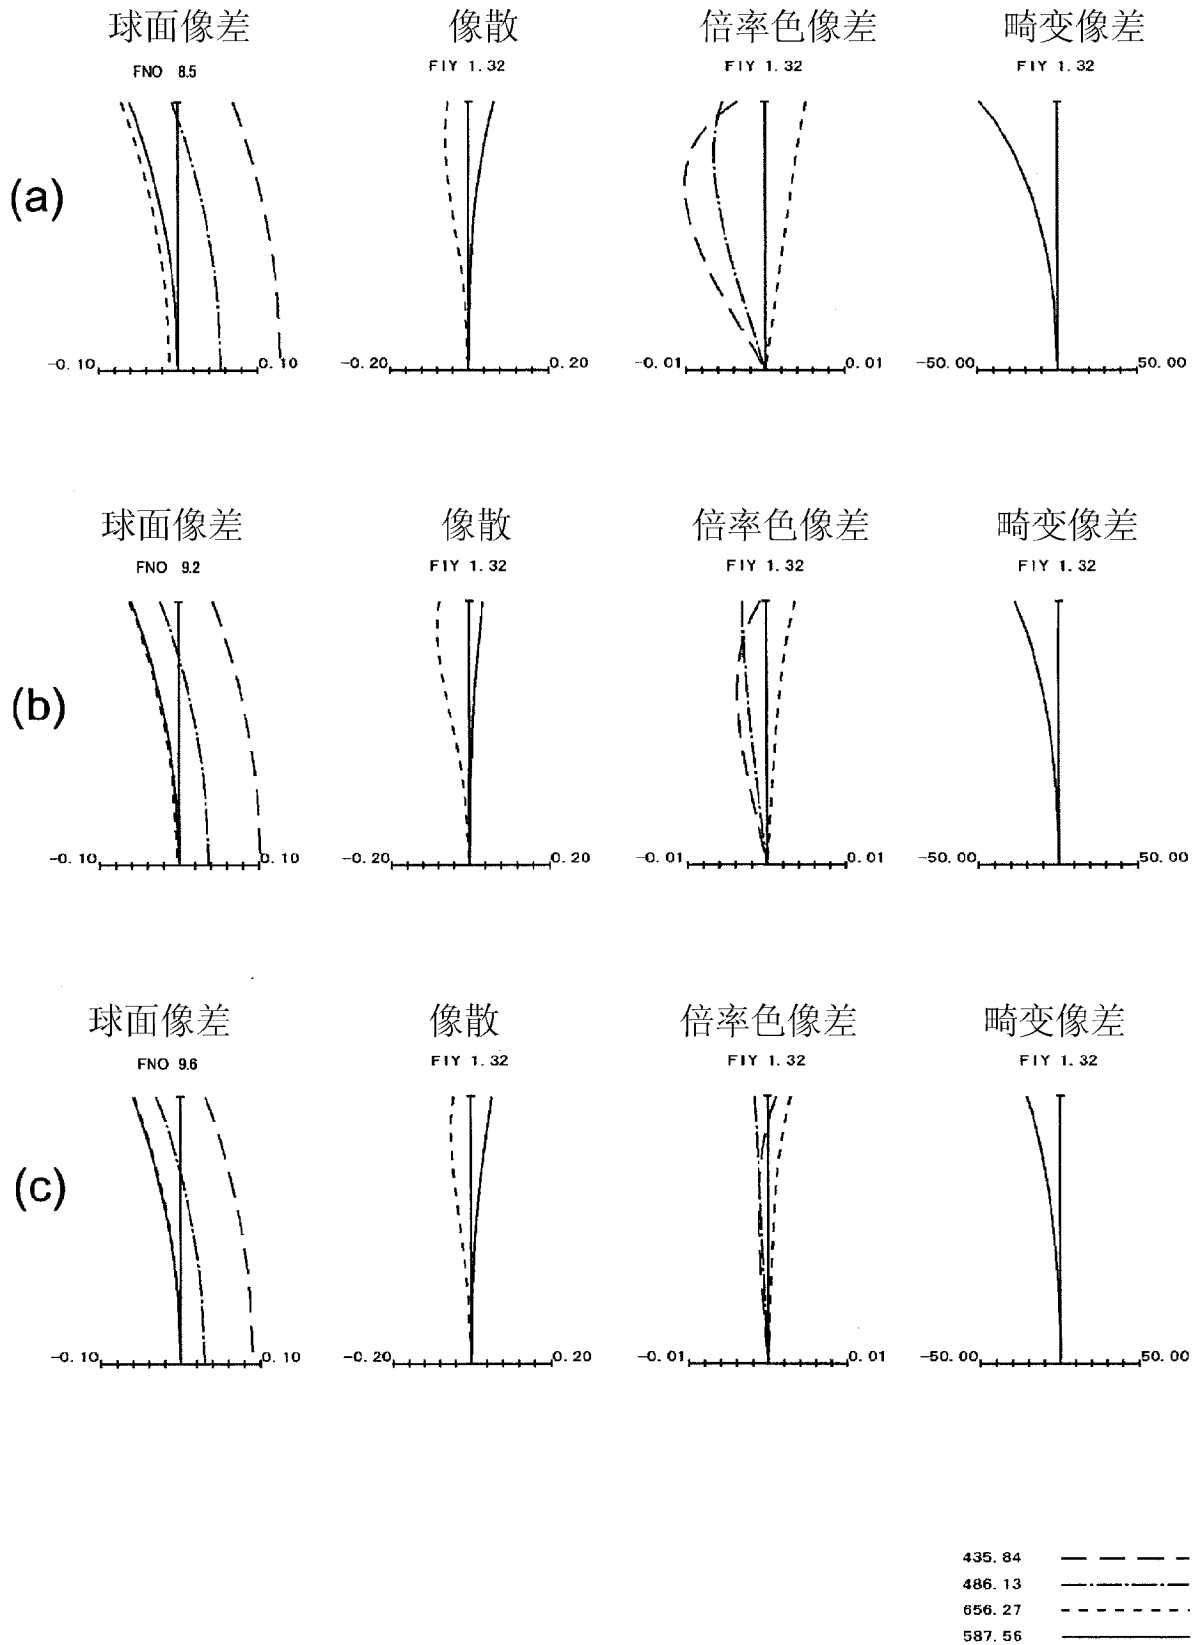 球面像差 像散 倍率色像差 畸变像差
FNO 8.5 FIY 1.32 FIY 1.32 FIY 1.32
(a)
-0.10 0.10 -0.20 0.20 -0.01 0.01 -50.00 50.00
球面像差 像散 倍率色像差 畸变像差
FNO 9.2 FIY 1.32 FIY 1.32 FIY 1.32
(b)
-0.10 0.10 -0.20 0.20 -0.01 0.01 -50.00 50.00
球面像差 像散 倍率色像差 畸变像差
FNO 9.6 FIY 1.32 FIY 1.32 FIY 1.32
(c)
-0.10 0.10 -0.20 0.20 -0.01 0.01 -50.00 50.00
435.84
486.13
656.27
587.56